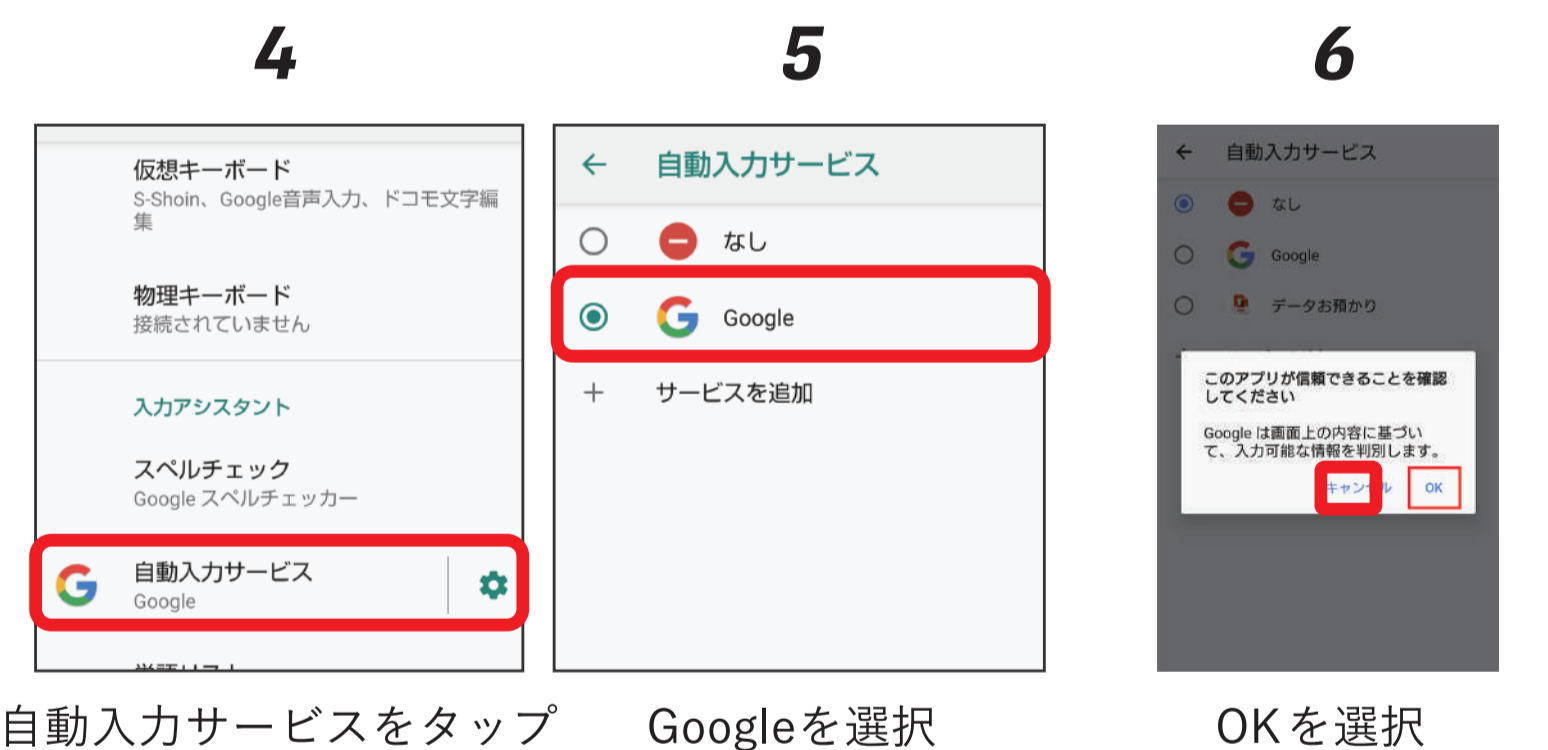 4
5
6
仮想キーボード
S-Shoin、Google音声入力、ドコモ文字編
集
物理キーボード
接続されていません
入力アシスタント
スペルチェック
Google スペルチェッカー
自動入力サービス
Google
自動入力サービス
なし
Google
サービスを追加
自動入力サービス
なし
Google
データお預かり
このアプリが信頼できることを確認
してください
Google は画面上の内容に基づい
て、入力可能な情報を判別します。
キャンセル
OK
自動入力サービスをタップ
Googleを選択
OKを選択